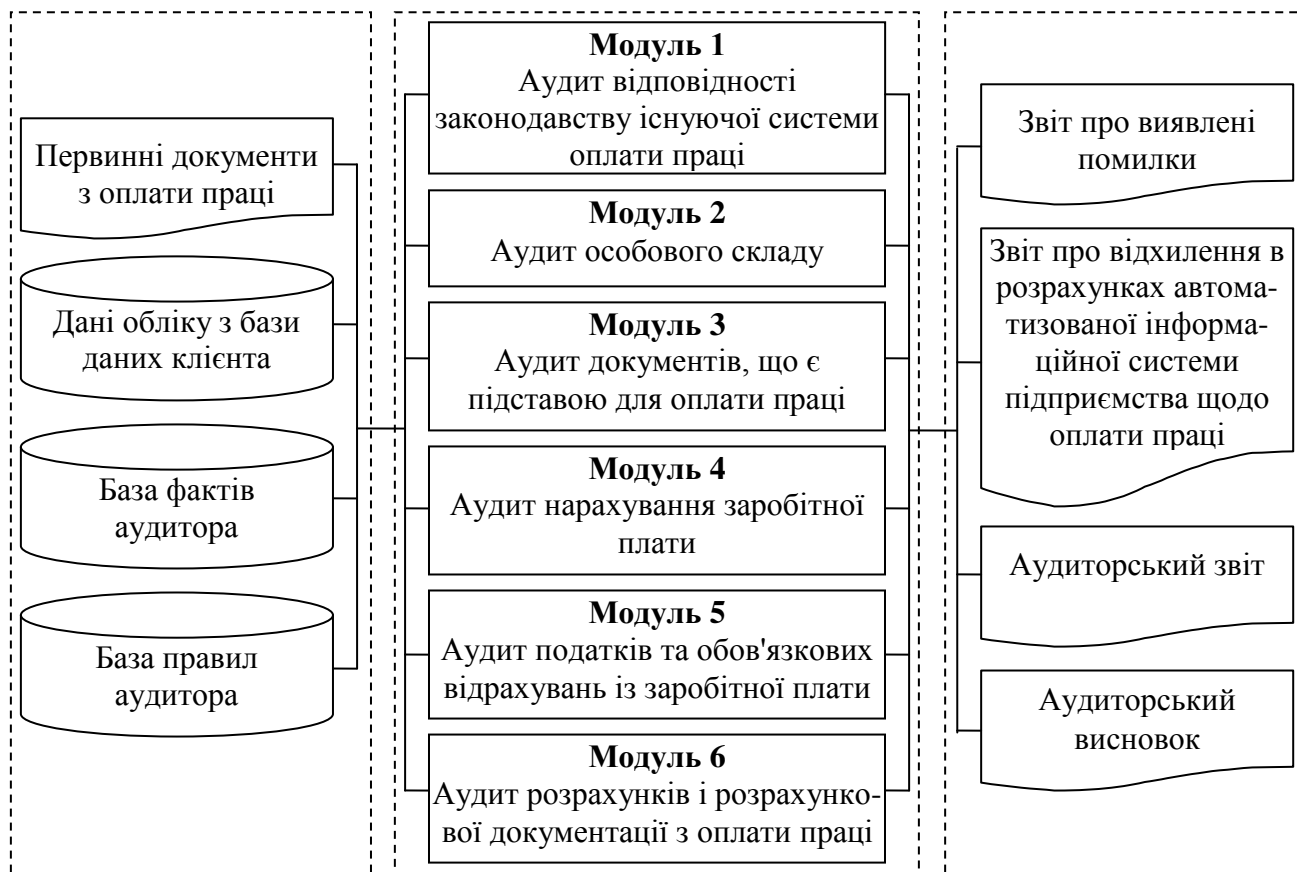 Первинні документи
з оплати праці
Дані обліку з бази
даних клієнта
База фактів
аудитора
База правил
аудитора
Модуль 1
Аудит відповідності
законодавству існуючої системи
оплати праці
Модуль 2
Аудит особового складу
Модуль 3
Аудит документів, що є
підставою для оплати праці
Модуль 4
Аудит нарахування заробітної
плати
Модуль 5
Аудит податків та обов'язкових
відрахувань із заробітної плати
Модуль 6
Аудит розрахунків і розрахунко-
вої документації з оплати праці
Звіт про виявлені
помилки
Звіт про відхилення в
розрахунках автома-
тизованої інформа-
ційної системи
підприємства щодо
оплати праці
Аудиторський звіт
Аудиторський
висновок